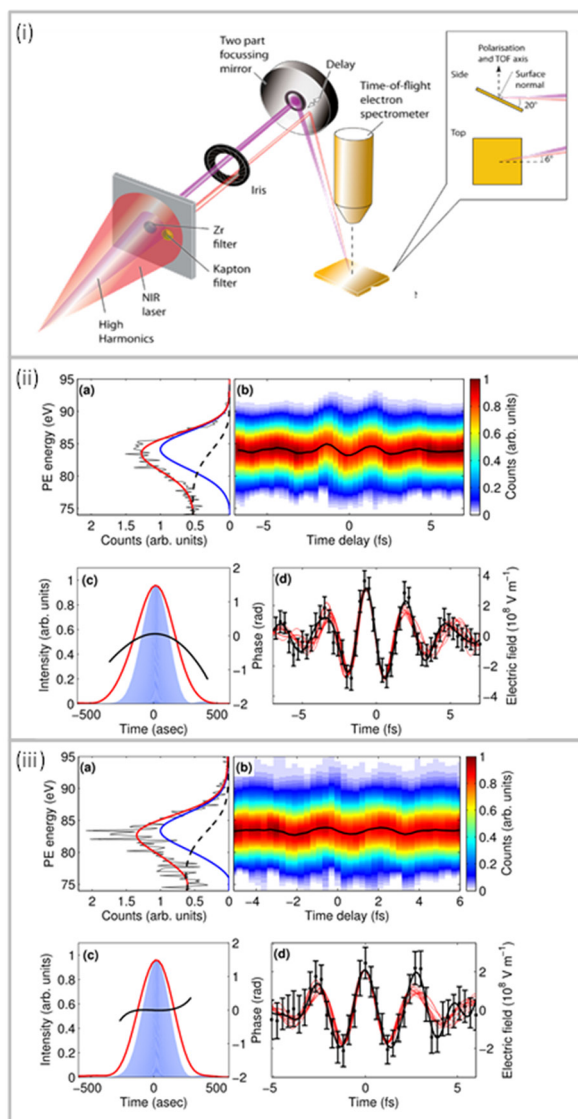 (i)
Two part
focussing
mirror
Delay
Time-of-flight
electron
spectrometer
Iris
Zr
filter
Kapton
filter
NIR
laser
High
Harmonics
Polarisation
and TOF axis
Side
Surface
normal
20°
Top
6°
(ii)
(a)
PE energy (eV)
95
90
85
80
75
2 1.5 1 0.5 0
Counts (arb. units)
(b)
-5 0 5
Time delay (fs)
1
0.8
0.6
0.4
0.2
0
Counts (arb. units)
(c)
Intensity (arb. units)
1
0.8
0.6
0.4
0.2
0
-500 0 500
Time (asec)
2
1
0
-1
-2
Phase (rad)
(d)
-5 0 5
Time (fs)
4
2
0
-2
-4
Electric field (10⁸ V m⁻¹)
(iii)
(a)
PE energy (eV)
95
90
85
80
75
2 1.5 1 0.5 0
Counts (arb. units)
(b)
-4 -2 0 2 4 6
Time delay (fs)
1
0.8
0.6
0.4
0.2
0
Counts (arb. units)
(c)
Intensity (arb. units)
1
0.8
0.6
0.4
0.2
0
-500 0 500
Time (asec)
2
1
0
-1
-2
Phase (rad)
(d)
-5 0 5
Time (fs)
2
0
-2
Electric field (10⁸ V m⁻¹)